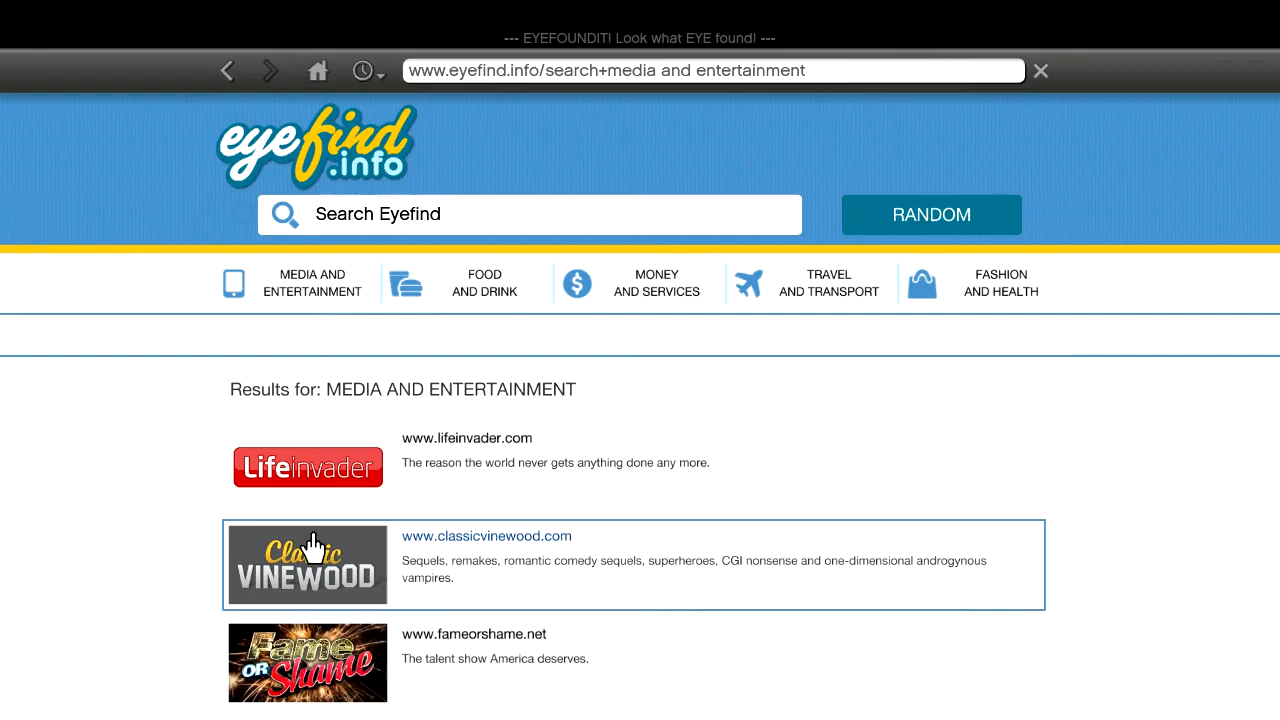 --- EYEFOUNDIT! Look what EYE found! ---
www.eyefind.info/search+media and entertainment
eyefind
.info
Search Eyefind
RANDOM
MEDIA AND
ENTERTAINMENT
FOOD
AND DRINK
MONEY
AND SERVICES
TRAVEL
AND TRANSPORT
FASHION
AND HEALTH
Results for: MEDIA AND ENTERTAINMENT
Lifeinvader
www.lifeinvader.com
The reason the world never gets anything done any more.
Classic
VINEWOOD
www.classicvinewood.com
Sequels, remakes, romantic comedy sequels, superheroes, CGI nonsense and one-dimensional androgynous
vampires.
Fame
OR Shame
www.fameorshame.net
The talent show America deserves.